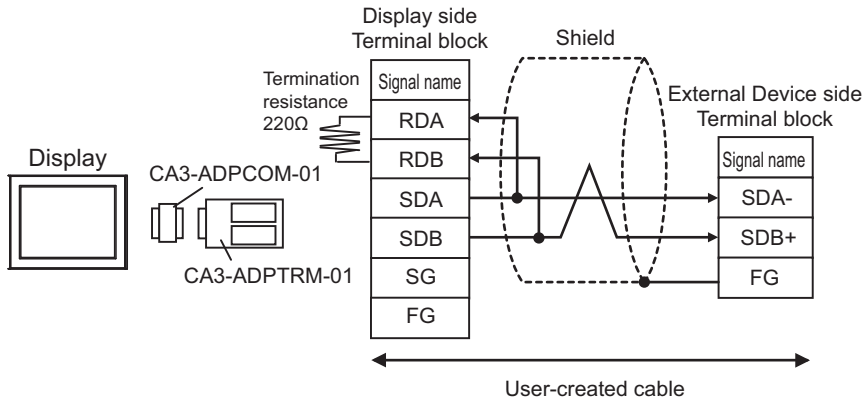 Display side
Terminal block
Shield
Termination
resistance
220Ω
Signal name
RDA
RDB
SDA
SDB
SG
FG
External Device side
Terminal block
Signal name
SDA-
SDB+
FG
Display
CA3-ADPCOM-01
CA3-ADPTRM-01
User-created cable